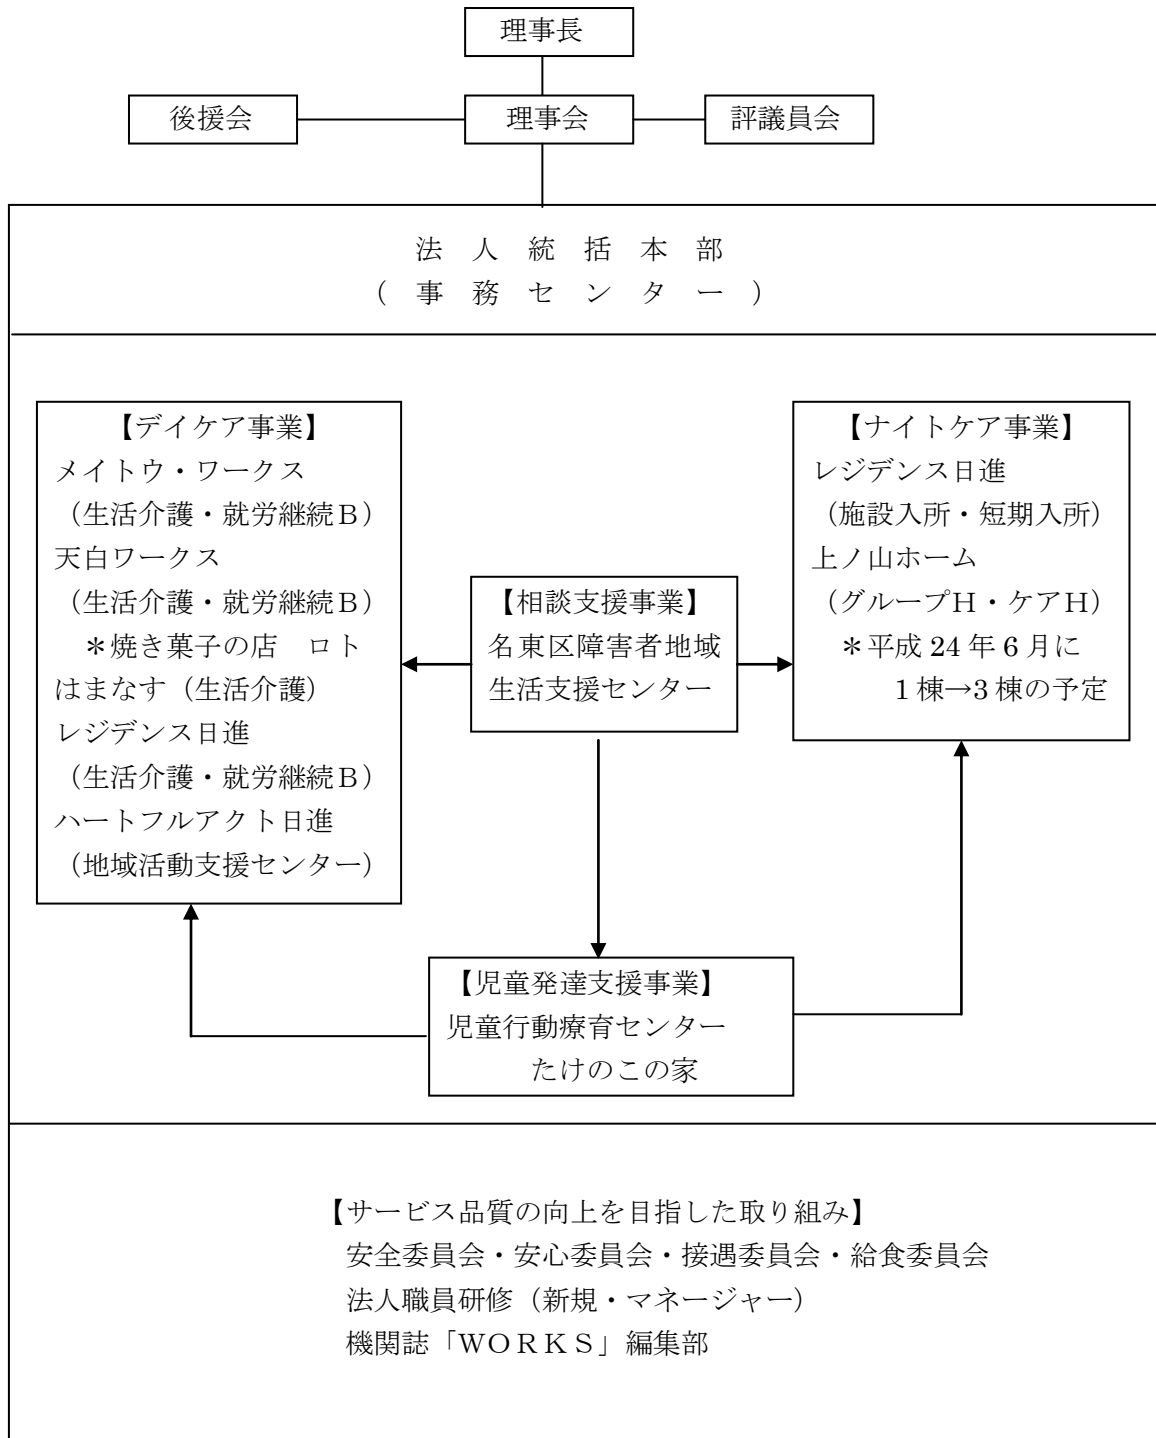 理事長
後援会
理事会
評議員会
法人統括本部
（事務センター）
【デイケア事業】
メイトウ・ワークス
（生活介護・就労継続Ｂ）
天白ワークス
（生活介護・就労継続Ｂ）
＊焼き菓子の店　ロト
はまなす（生活介護）
レジデンス日進
（生活介護・就労継続Ｂ）
ハートフルアクト日進
（地域活動支援センター）
【相談支援事業】
名東区障害者地域
生活支援センター
【ナイトケア事業】
レジデンス日進
（施設入所・短期入所）
上ノ山ホーム
（グループＨ・ケアＨ）
＊平成 24 年 6 月に
1 棟→3 棟の予定
【児童発達支援事業】
児童行動療育センター
たけのこの家
【サービス品質の向上を目指した取り組み】
安全委員会・安心委員会・接遇委員会・給食委員会
法人職員研修（新規・マネージャー）
機関誌「ＷＯＲＫＳ」編集部